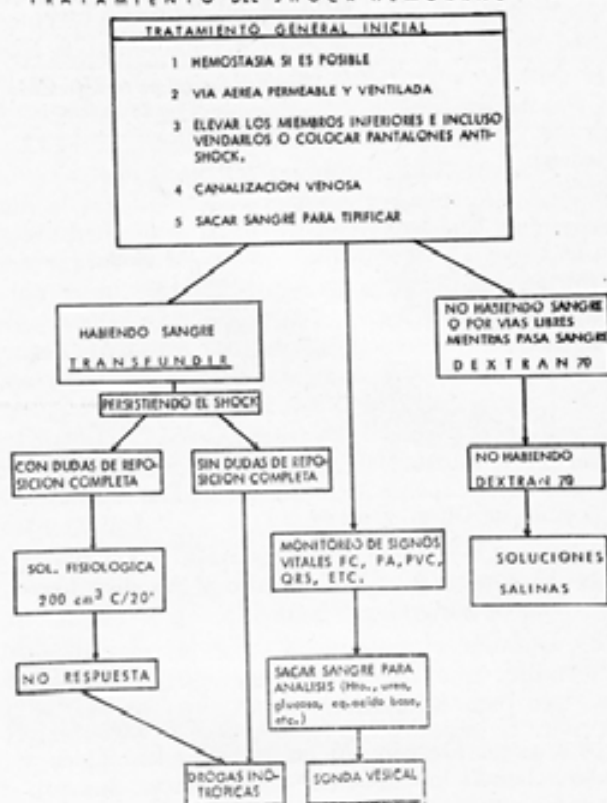 TRATAMIENTO DEL SHOCK
TRATAMIENTO GENERAL INICIAL
1 HEMOSTASIA SI ES POSIBLE
2 VIA AEREA PERMEABLE Y VENTILADA
3 ELEVAR LOS MIEMBROS INFERIORES E INCLUSO
VENDARLOS O COLOCAR PANTALONES ANTI-
SHOCK.
4 CANALIZACION VENOSA
5 SACAR SANGRE PARA TIPIFICAR
HABIENDO SANGRE
TRANSFUNDIR
PERSISTIENDO EL SHOCK
CON DUDAS DE REPO-
SICION COMPLETA
SIN DUDAS DE REPO-
SICION COMPLETA
SOL. FISIOLOGICA
200 cm³ C/20'
NO RESPUESTA
DROGAS INO-
TROPICAS
MONITOREO DE SIGNOS
VITALES FC, PA, PVC,
QRS, ETC.
SACAR SANGRE PARA
ANALISIS (Hto., urea,
glucosa, eq. acido base,
etc.)
SONDA VESICAL
NO HABIENDO SANGRE
O POR VIAS LIBRES
MIENTRAS PASA SANGRE
DEXTRAN 70
NO HABIENDO
DEXTRAN 70
SOLUCIONES
SALINAS